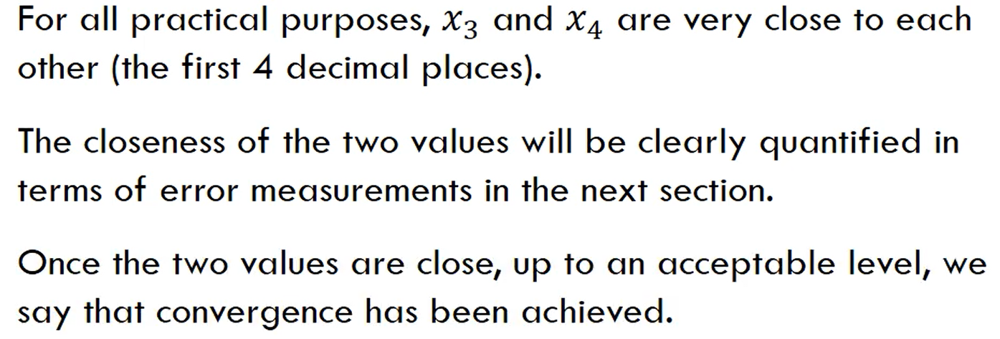 For all practical purposes, x₃ and x₄ are very close to each
other (the first 4 decimal places).
The closeness of the two values will be clearly quantified in
terms of error measurements in the next section.
Once the two values are close, up to an acceptable level, we
say that convergence has been achieved.